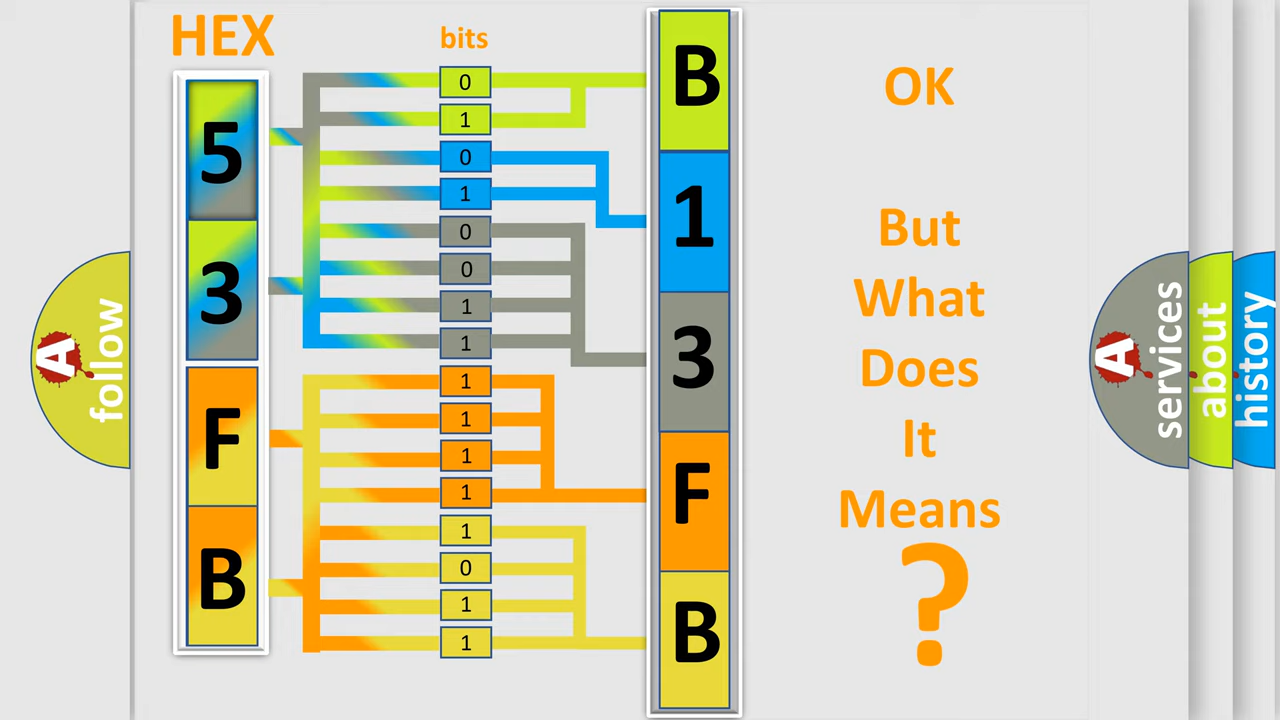 HEX
bits
5
3
F
B
0
1
0
1
0
0
1
1
1
1
1
1
1
0
1
1
B
1
3
F
B
OK
But
What
Does
It
Means
?
A
follow
A
services
about
history